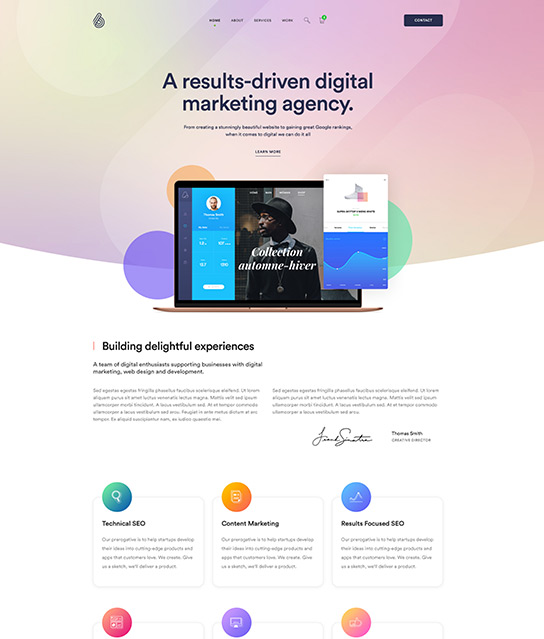 HOME ABOUT SERVICES WORK
CONTACT
A results-driven digital
marketing agency.
From creating a stunningly beautiful website to gaining great Google rankings,
when it comes to digital we can do it all
LEARN MORE
Thomas Smith
Collection
automne-hiver
Building delightful experiences
A team of digital enthusiasts supporting businesses with digital
marketing, web design and development.
Sed egestas egestas fringilla phasellus faucibus scelerisque eleifend. Ut lorem
aliquam purus sit amet luctus venenatis lectus magna. Mattis velit sed ipsum
ullamcorper morbi tincidunt. A lacus vestibulum sed. At et tempor commodo
ullamcorper a lacus vestibulum sed arcu. Feugiat in ante metus dictum at arc
tempor. Et aliquid suscipiuntur nam, ex iudico quaestio mei.
Sed egestas egestas fringilla phasellus faucibus scelerisque eleifend. Ut lorem
aliquam purus sit amet luctus venenatis lectus magna. Mattis velit sed ipsum
ullamcorper morbi tincidunt. A lacus vestibulum sed. At et tempor commodo
ullamcorper a lacus vestibulum sed arcu.
Thomas Smith
CREATIVE DIRECTOR
Technical SEO
Our prerogative is to help startups develop
their ideas into cutting-edge products and
apps that customers love. We create. Give
us a sketch, we'll deliver a product.
Content Marketing
Our prerogative is to help startups develop
their ideas into cutting-edge products and
apps that customers love. We create. Give
us a sketch, we'll deliver a product.
Results Focused SEO
Our prerogative is to help startups develop
their ideas into cutting-edge products and
apps that customers love. We create. Give
us a sketch, we'll deliver a product.